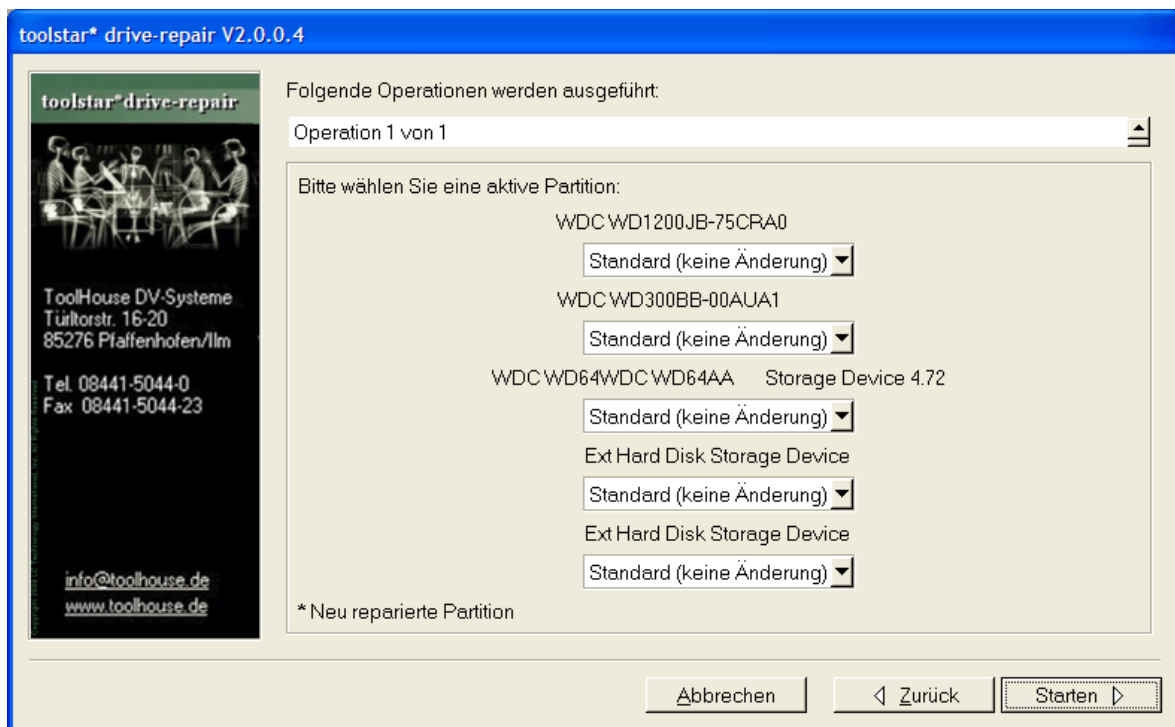 toolstar* drive-repair V2.0.0.4
toolstar*drive-repair
ToolHouse DV-Systeme
Türltorstr. 16-20
85276 Pfaffenhofen/Ilm
Tel. 08441-5044-0
Fax 08441-5044-23
info@toolhouse.de
www.toolhouse.de
Folgende Operationen werden ausgeführt:
Operation 1 von 1
Bitte wählen Sie eine aktive Partition:
WDC WD1200JB-75CRA0
Standard (keine Änderung)
WDC WD300BB-00AUA1
Standard (keine Änderung)
WDC WD64WDC WD64AA Storage Device 4.72
Standard (keine Änderung)
Ext Hard Disk Storage Device
Standard (keine Änderung)
Ext Hard Disk Storage Device
Standard (keine Änderung)
* Neu reparierte Partition
Abbrechen
Zurück
Starten